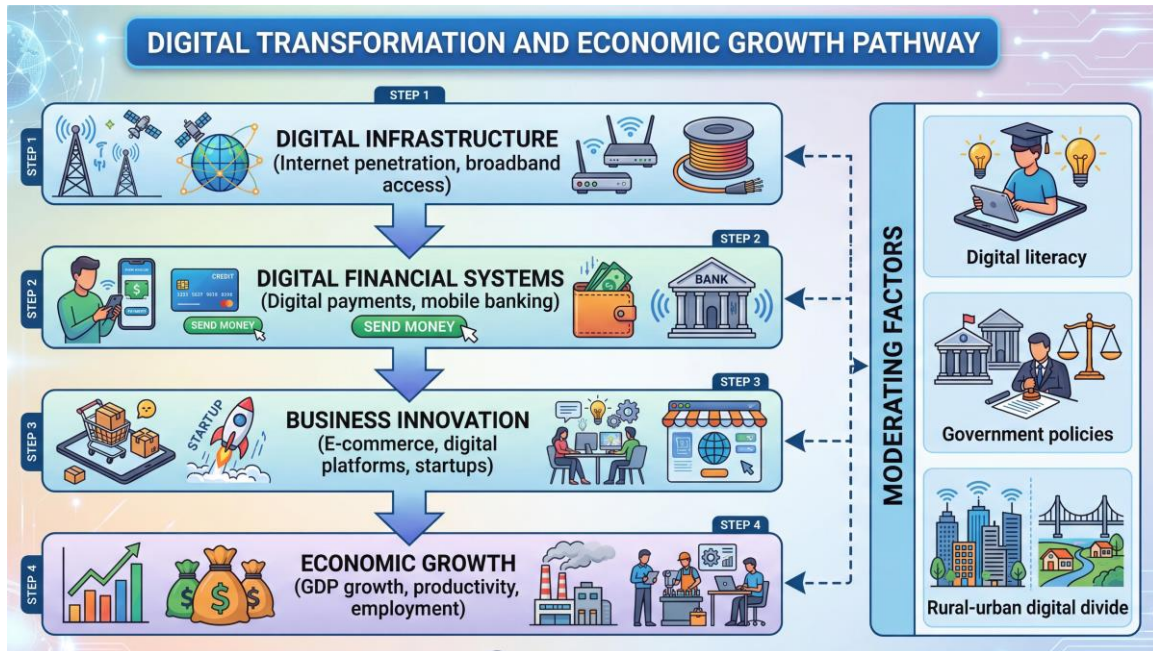 DIGITAL TRANSFORMATION AND ECONOMIC GROWTH PATHWAY
STEP 1
STEP 1
DIGITAL INFRASTRUCTURE
(Internet penetration, broadband
access)
STEP 2
STEP 2
DIGITAL FINANCIAL SYSTEMS
(Digital payments, mobile banking)
CREDIT
SEND MONEY
SEND MONEY
BANK
STEP 3
STEP 3
STARTUP
BUSINESS INNOVATION
(E-commerce, digital
platforms, startups)
STEP 4
STEP 4
ECONOMIC GROWTH
(GDP growth, productivity,
employment)
MODERATING FACTORS
Digital literacy
Government policies
Rural-urban digital divide